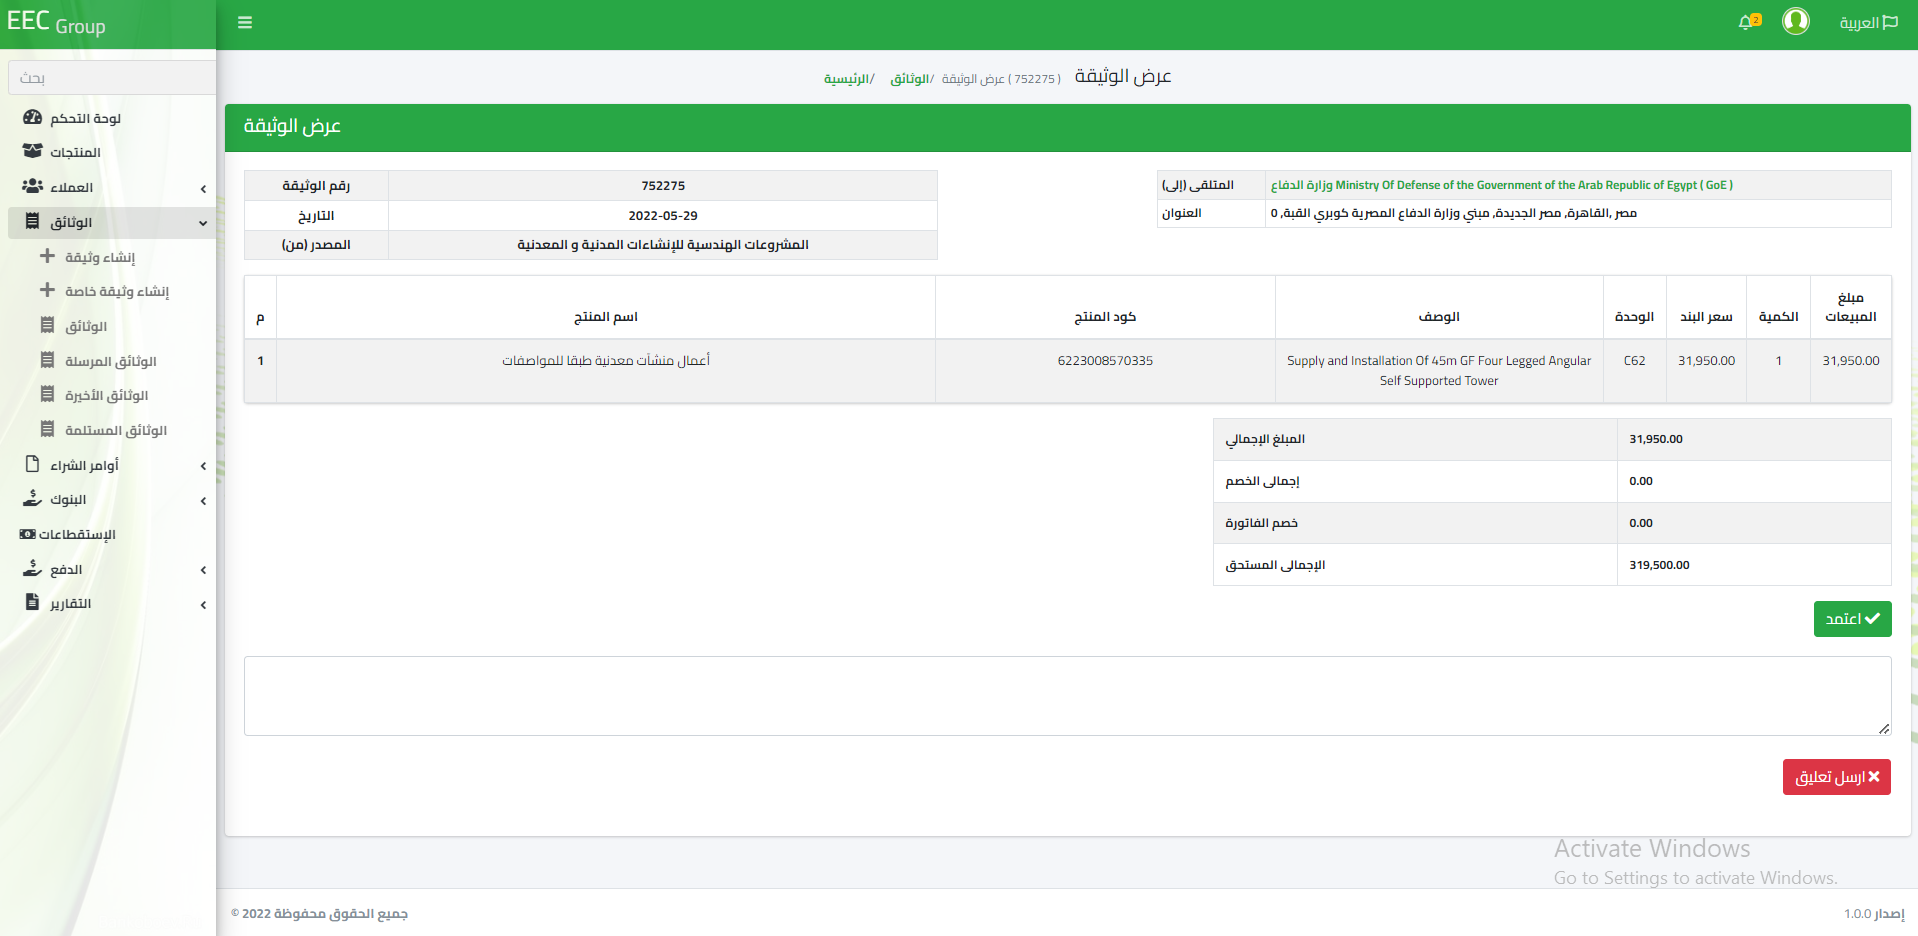 EEC Group
2
العربية
بحث
لوحة التحكم
المنتجات
العملاء
الوثائق
إنشاء وثيقة
إنشاء وثيقة خاصة
الوثائق
الوثائق المرسلة
الوثائق الأخيرة
الوثائق المستلمة
أوامر الشراء
البنوك
الإستقطاعات
الدفع
التقارير
عرض الوثيقة
الرئيسية/ الوثائق/ عرض الوثيقة ( 752275 )
عرض الوثيقة
رقم الوثيقة 752275
التاريخ 2022-05-29
المصدر (من) المشروعات الهندسية للإنشاءات المدنية و المعدنية
المتلقى (إلى) وزارة الدفاع Ministry Of Defense of the Government of the Arab Republic of Egypt ( GoE )
العنوان مصر ,القاهرة, مصر الجديدة, مبني وزارة الدفاع المصرية كوبري القبة, 0
م اسم المنتج كود المنتج الوصف الوحدة سعر البند الكمية مبلغ المبيعات
1 أعمال منشآت معدنية طبقا للمواصفات 6223008570335 Supply and Installation Of 45m GF Four Legged Angular Self Supported Tower C62 31,950.00 1 31,950.00
المبلغ الإجمالي 31,950.00
إجمالى الخصم 0.00
خصم الفاتورة 0.00
الإجمالى المستحق 319,500.00
اعتمد
ارسل تعليق
Activate Windows
Go to Settings to activate Windows.
جميع الحقوق محفوظة 2022 ©
إصدار 1.0.0